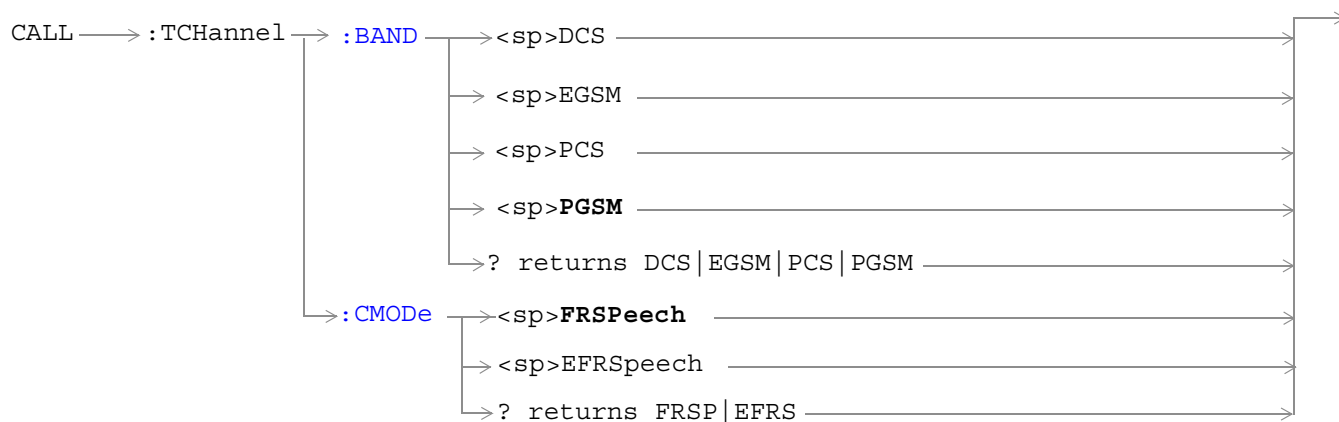 CALL :TCHannel :BAND <sp>DCS
<sp>EGSM
<sp>PCS
<sp>PGSM
? returns DCS|EGSM|PCS|PGSM
:CMODe <sp>FRSPeech
<sp>EFRSpeech
? returns FRSP|EFRS